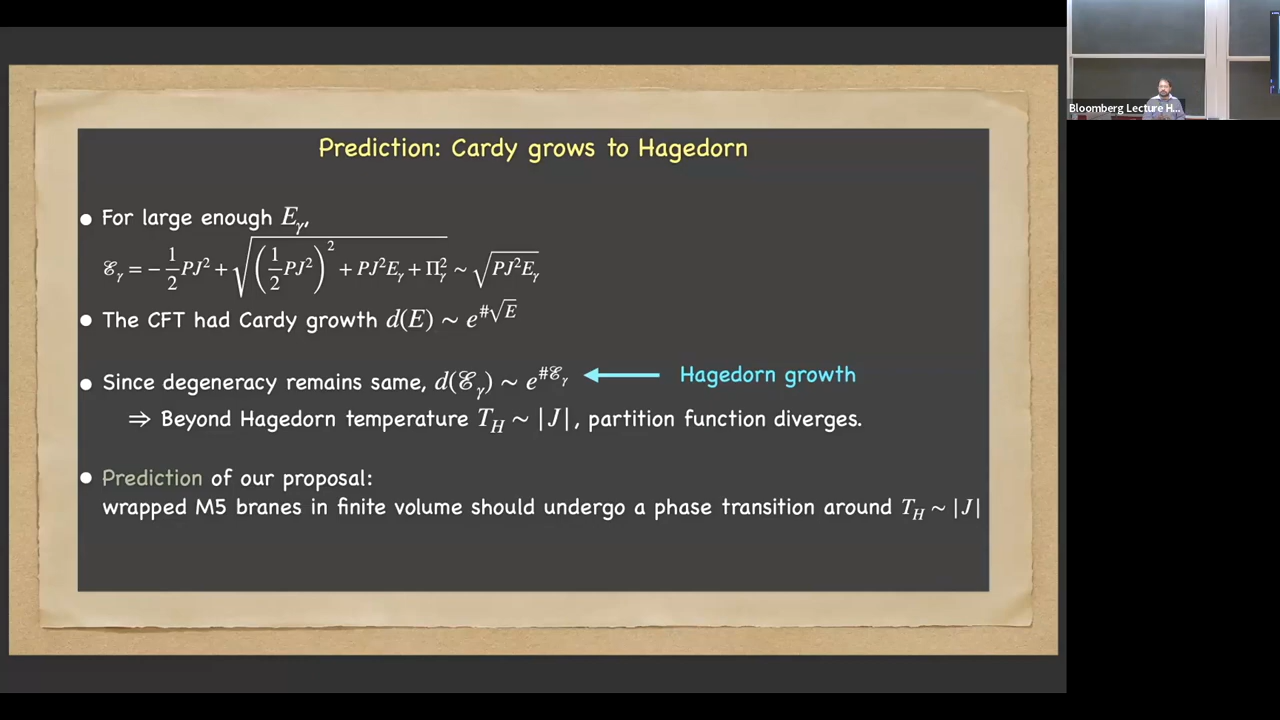 Prediction: Cardy grows to Hagedorn
● For large enough E_γ,
ℰ_γ = −1/2 PJ² + √((1/2 PJ²)² + PJ²E_γ + Π_γ²) ~ √(PJ²E_γ)
● The CFT had Cardy growth d(E) ~ e^{#√E}
● Since degeneracy remains same, d(ℰ_γ) ~ e^{#ℰ_γ} ← Hagedorn growth
⇒ Beyond Hagedorn temperature T_H ~ |J|, partition function diverges.
● Prediction of our proposal:
wrapped M5 branes in finite volume should undergo a phase transition around T_H ~ |J|
Bloomberg Lecture H...